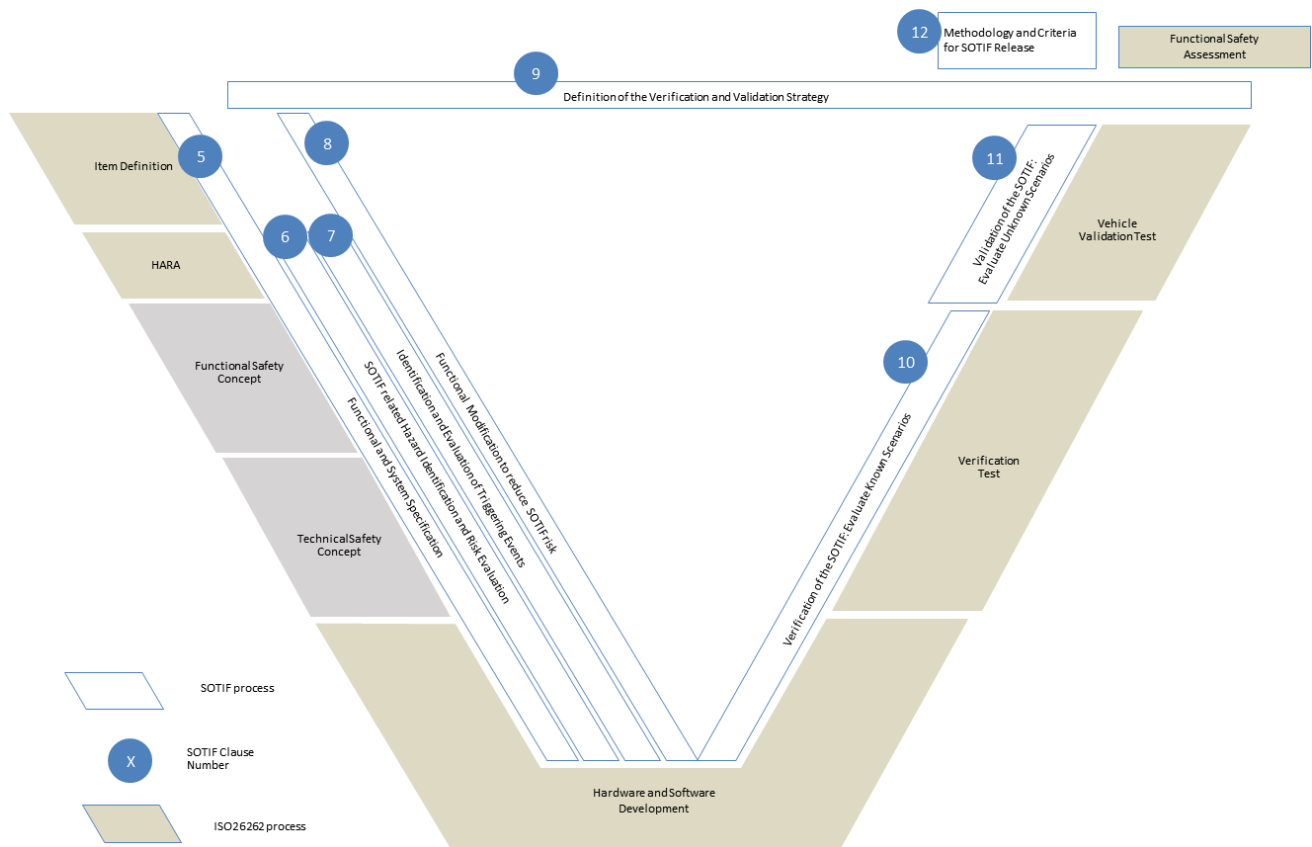 12
Methodology and Criteria
for SOTIF Release
Functional Safety
Assessment
9
Definition of the Verification and Validation Strategy
5
8
11
Item Definition
Validation of the SOTIF:
Evaluate Unknown Scenarios
6
7
Vehicle
Validation Test
HARA
Functional Safety
Concept
10
Functional and System Specification
SOTIF related Hazard Identification and Risk Evaluation
Identification and Evaluation of Triggering Events
Functional Modification to reduce SOTIF risk
Verification of the SOTIF: Evaluate Known Scenarios
Verification
Test
Technical Safety
Concept
SOTIF process
X
SOTIF Clause
Number
Hardware and Software
Development
ISO26262 process